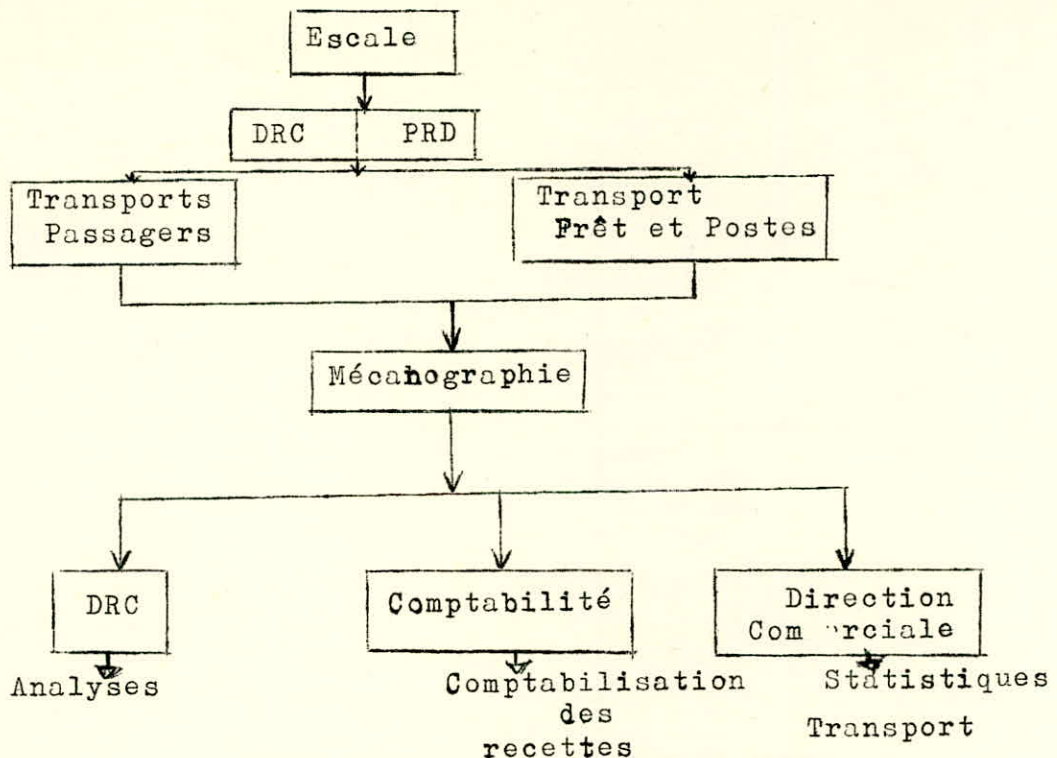 Escale
DRC PRD
Transports
Passagers
Transport
Frêt et Postes
Mécanographie
DRC
Comptabilité
Direction
Analyses
Comptabilisation
des
recettes
Statistiques
Transport